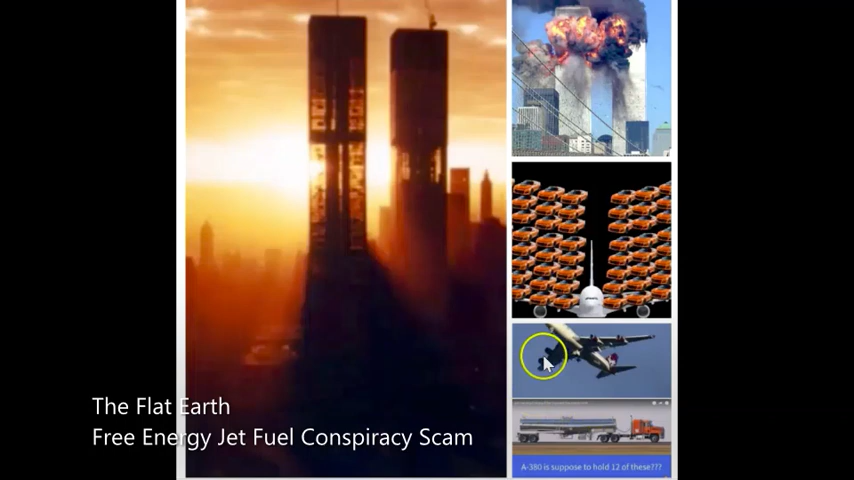 The Flat Earth
Free Energy Jet Fuel Conspiracy Scam
A-380 is suppose to hold 12 of these???